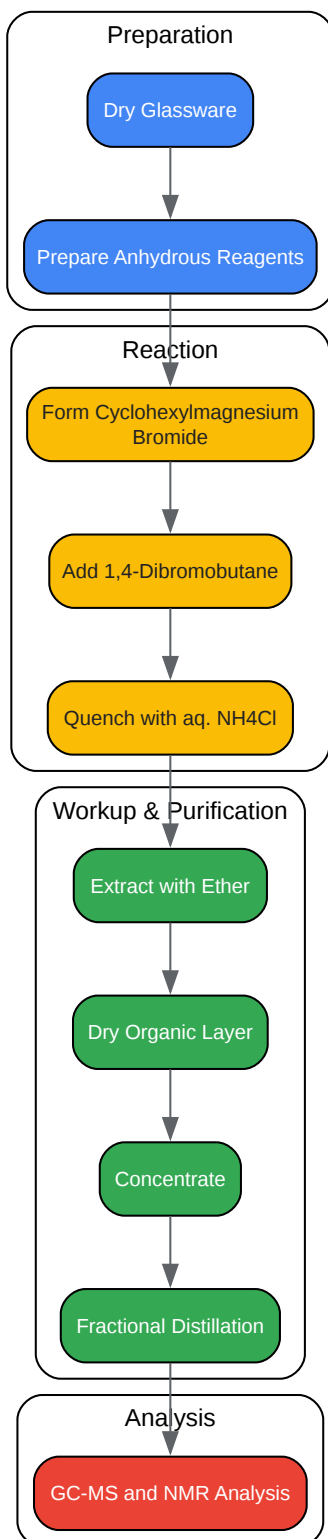 Preparation
Dry Glassware
Prepare Anhydrous Reagents
Reaction
Form Cyclohexylmagnesium
Bromide
Add 1,4-Dibromobutane
Quench with aq. NH4Cl
Workup & Purification
Extract with Ether
Dry Organic Layer
Concentrate
Fractional Distillation
Analysis
GC-MS and NMR Analysis